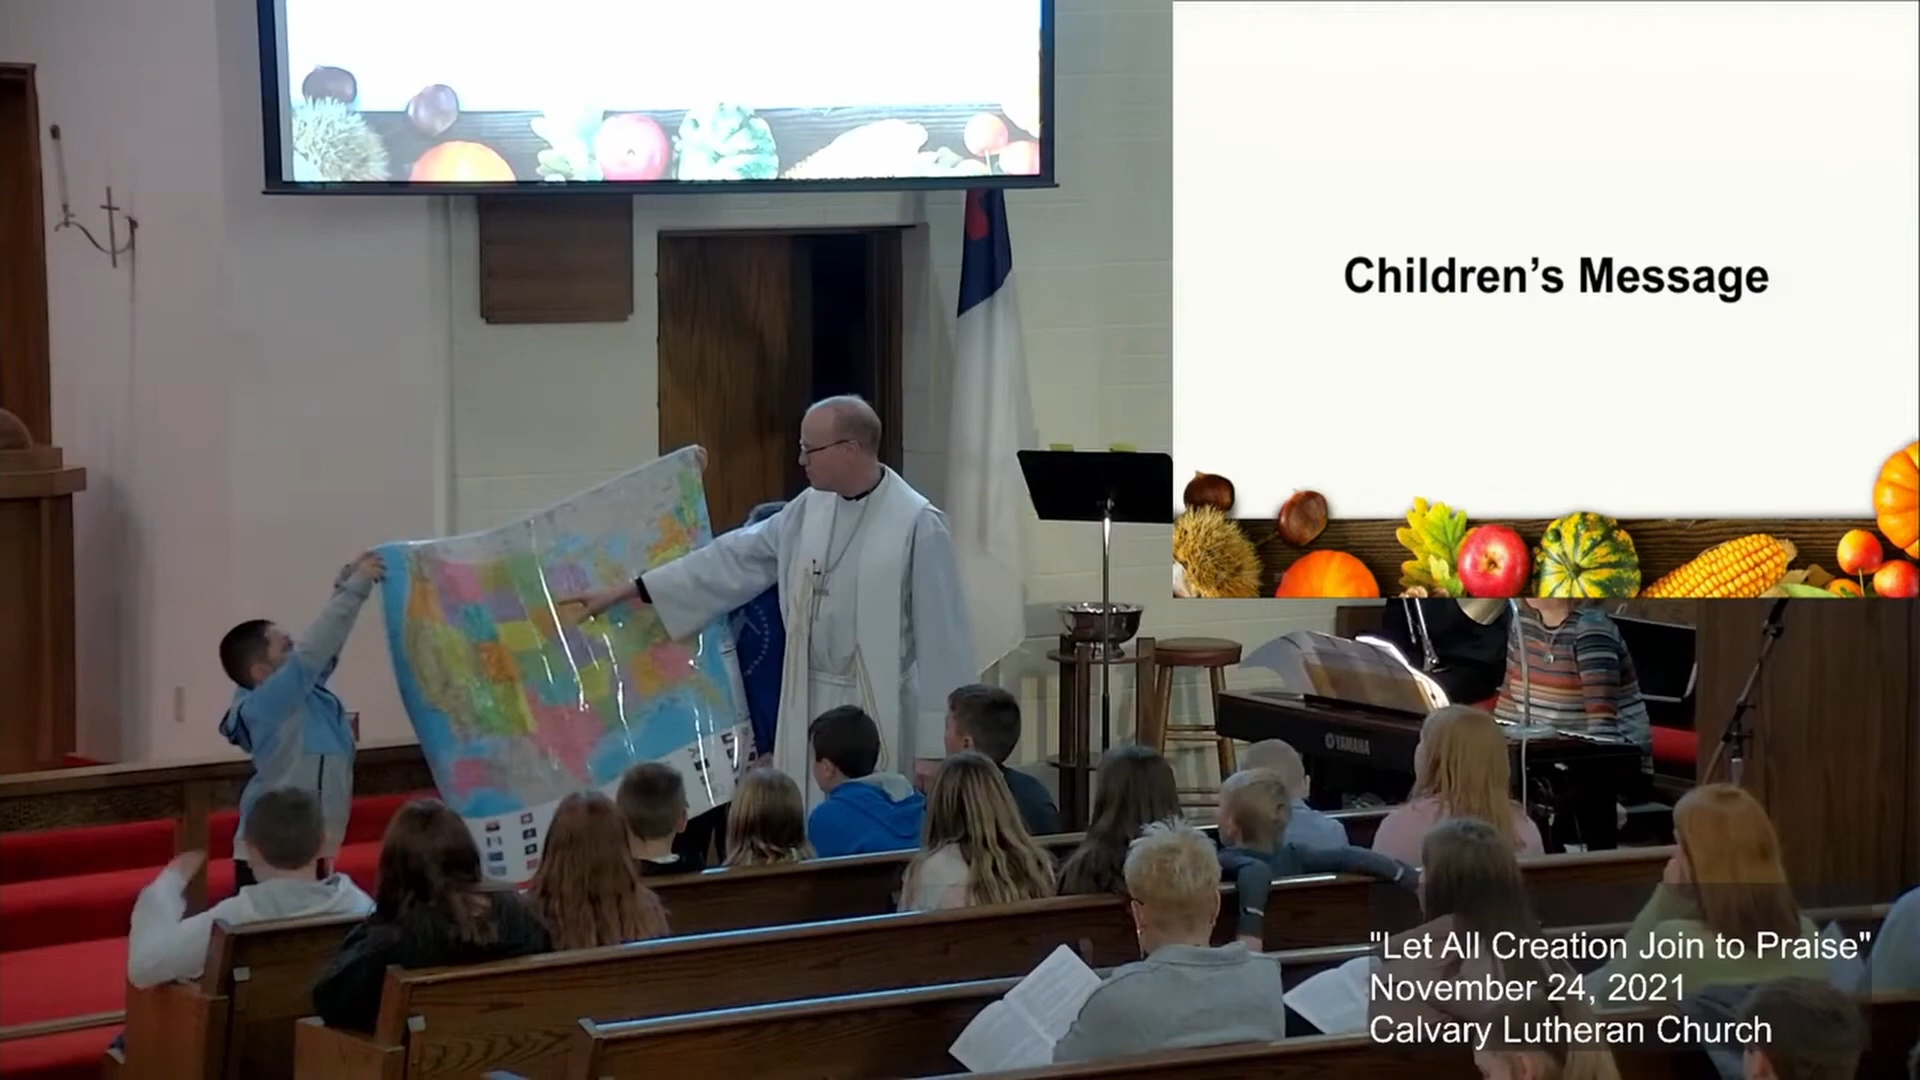 Children's Message
YAMAHA
"Let All Creation Join to Praise"
November 24, 2021
Calvary Lutheran Church